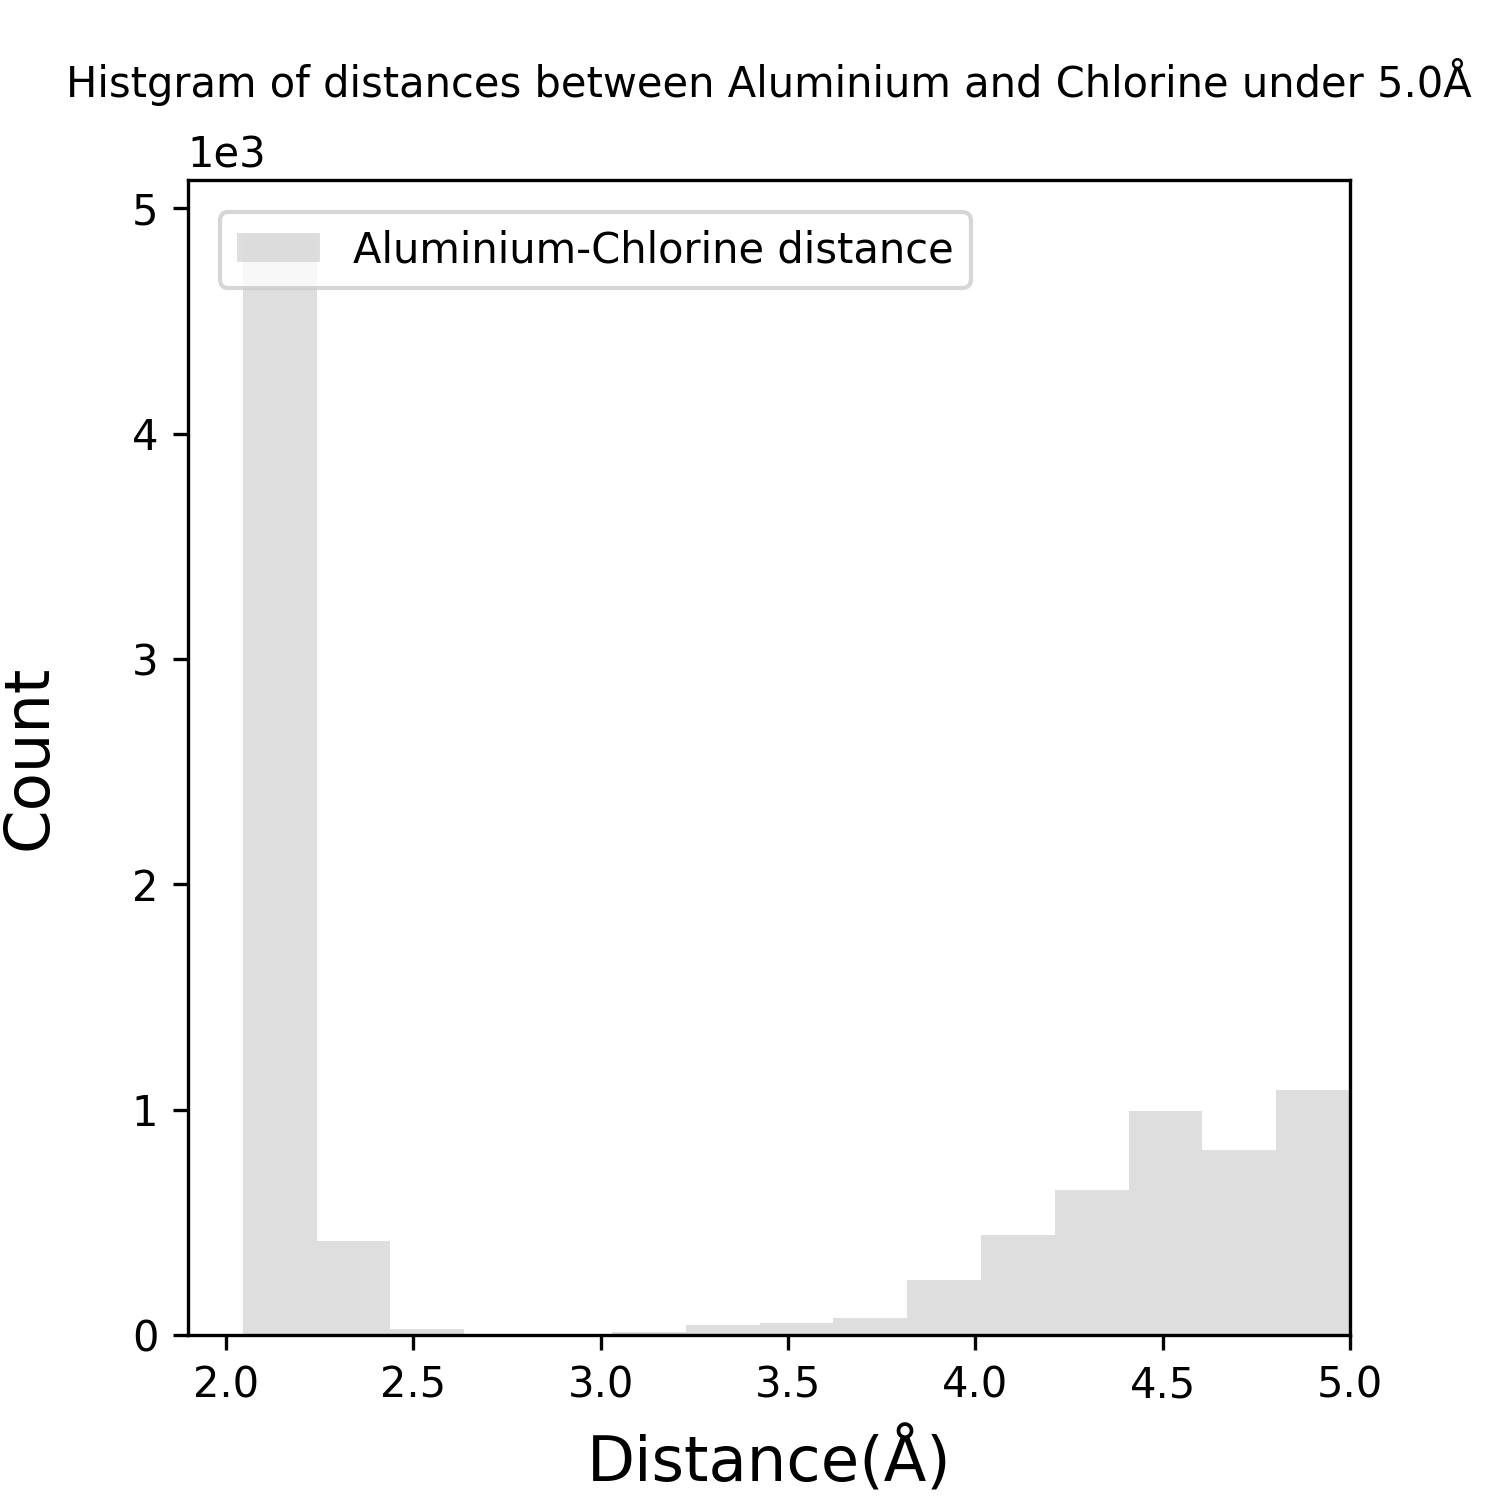 Histgram of distances between Aluminium and Chlorine under 5.0Å
1e3
5
Aluminium-Chlorine distance
4
3
Count
2
1
0
2.0 2.5 3.0 3.5 4.0 4.5 5.0
Distance(Å)